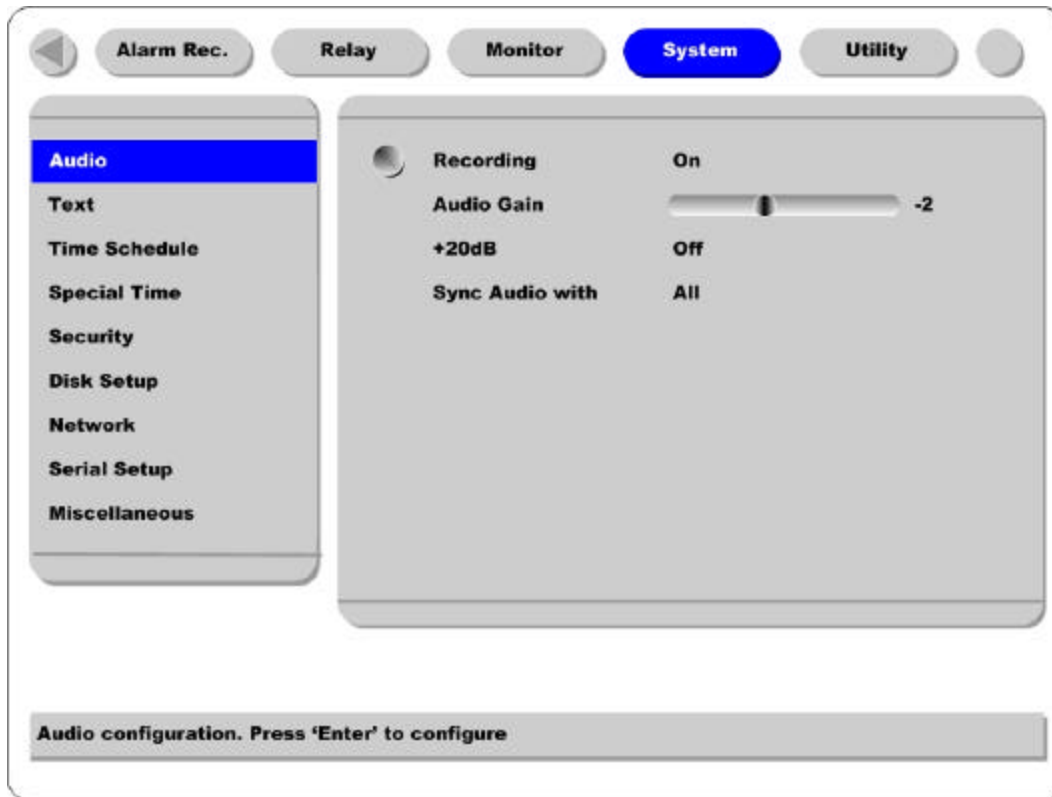 Alarm Rec. Relay Monitor System Utility
Audio
Text
Time Schedule
Special Time
Security
Disk Setup
Network
Serial Setup
Miscellaneous
Recording On
Audio Gain -2
+20dB Off
Sync Audio with All
Audio configuration. Press ‘Enter’ to configure